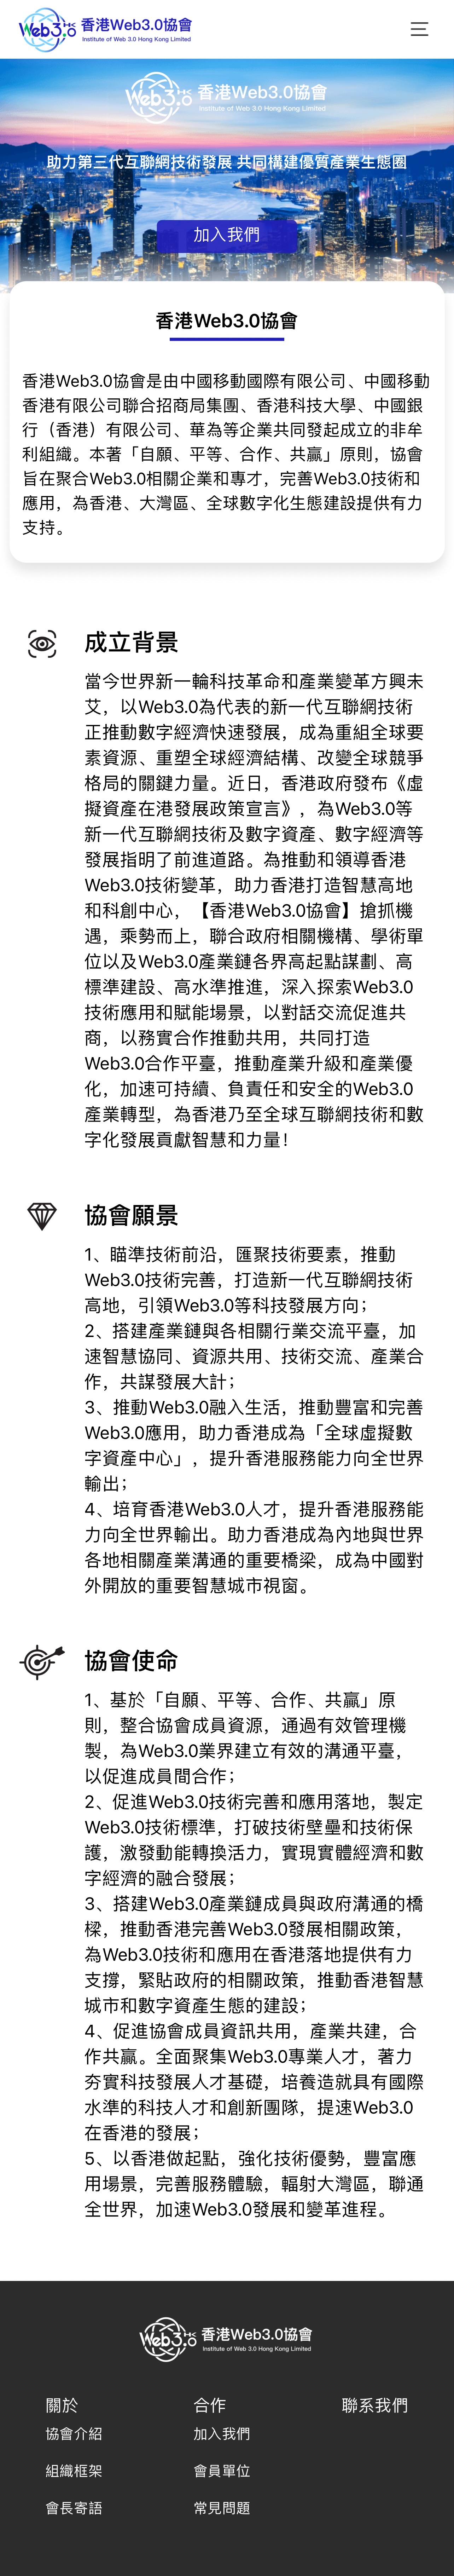 Web3.0 HK 香港Web3.0協會
Institute of Web 3.0 Hong Kong Limited
Web3.0 HK 香港Web3.0協會
Institute of Web 3.0 Hong Kong Limited
助力第三代互聯網技術發展 共同構建優質產業生態圈
加入我們
香港Web3.0協會
香港Web3.0協會是由中國移動國際有限公司、中國移動
香港有限公司聯合招商局集團、香港科技大學、中國銀
行（香港）有限公司、華為等企業共同發起成立的非牟
利組織。本著「自願、平等、合作、共贏」原則，協會
旨在聚合Web3.0相關企業和專才，完善Web3.0技術和
應用，為香港、大灣區、全球數字化生態建設提供有力
支持。
成立背景
當今世界新一輪科技革命和產業變革方興未
艾，以Web3.0為代表的新一代互聯網技術
正推動數字經濟快速發展，成為重組全球要
素資源、重塑全球經濟結構、改變全球競爭
格局的關鍵力量。近日，香港政府發布《虛
擬資產在港發展政策宣言》，為Web3.0等
新一代互聯網技術及數字資產、數字經濟等
發展指明了前進道路。為推動和領導香港
Web3.0技術變革，助力香港打造智慧高地
和科創中心，【香港Web3.0協會】搶抓機
遇，乘勢而上，聯合政府相關機構、學術單
位以及Web3.0產業鏈各界高起點謀劃、高
標準建設、高水準推進，深入探索Web3.0
技術應用和賦能場景，以對話交流促進共
商，以務實合作推動共用，共同打造
Web3.0合作平臺，推動產業升級和產業優
化，加速可持續、負責任和安全的Web3.0
產業轉型，為香港乃至全球互聯網技術和數
字化發展貢獻智慧和力量！
協會願景
1、瞄準技術前沿，匯聚技術要素，推動
Web3.0技術完善，打造新一代互聯網技術
高地，引領Web3.0等科技發展方向；
2、搭建產業鏈與各相關行業交流平臺，加
速智慧協同、資源共用、技術交流、產業合
作，共謀發展大計；
3、推動Web3.0融入生活，推動豐富和完善
Web3.0應用，助力香港成為「全球虛擬數
字資產中心」，提升香港服務能力向全世界
輸出；
4、培育香港Web3.0人才，提升香港服務能
力向全世界輸出。助力香港成為內地與世界
各地相關產業溝通的重要橋梁，成為中國對
外開放的重要智慧城市視窗。
協會使命
1、基於「自願、平等、合作、共贏」原
則，整合協會成員資源，通過有效管理機
製，為Web3.0業界建立有效的溝通平臺，
以促進成員間合作；
2、促進Web3.0技術完善和應用落地，製定
Web3.0技術標準，打破技術壁壘和技術保
護，激發動能轉換活力，實現實體經濟和數
字經濟的融合發展；
3、搭建Web3.0產業鏈成員與政府溝通的橋
樑，推動香港完善Web3.0發展相關政策，
為Web3.0技術和應用在香港落地提供有力
支撐，緊貼政府的相關政策，推動香港智慧
城市和數字資產生態的建設；
4、促進協會成員資訊共用，產業共建，合
作共贏。全面聚集Web3.0專業人才，著力
夯實科技發展人才基礎，培養造就具有國際
水準的科技人才和創新團隊，提速Web3.0
在香港的發展；
5、以香港做起點，強化技術優勢，豐富應
用場景，完善服務體驗，輻射大灣區，聯通
全世界，加速Web3.0發展和變革進程。
Web3.0 HK 香港Web3.0協會
Institute of Web 3.0 Hong Kong Limited
關於 合作 聯系我們
協會介紹 加入我們
組織框架 會員單位
會長寄語 常見問題